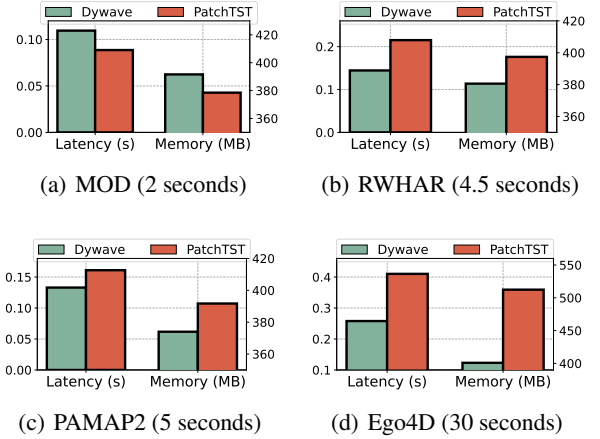 Dywave PatchTST Dywave PatchTST
0.10 420 0.2 420
400 400
0.05 380 0.1 380
360 360
0.00 0.0
Latency (s) Memory (MB) Latency (s) Memory (MB)
(a) MOD (2 seconds) (b) RWHAR (4.5 seconds)
Dywave PatchTST Dywave PatchTST
420 550
0.15 400 0.4 500
0.10 0.3
380 450
0.05 0.2
360 400
0.00 0.1
Latency (s) Memory (MB) Latency (s) Memory (MB)
(c) PAMAP2 (5 seconds) (d) Ego4D (30 seconds)